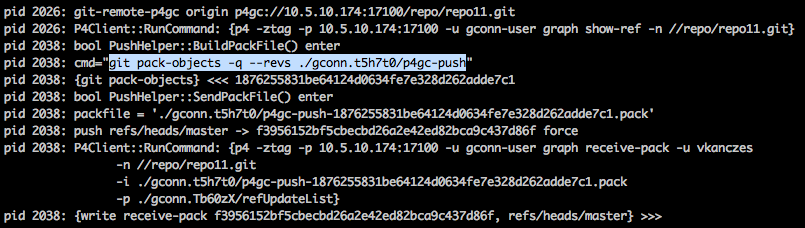 pid 2026: git-remote-p4gc origin p4gc://10.5.10.174:17100/repo/repo11.git
pid 2026: P4Client::RunCommand: {p4 -ztag -p 10.5.10.174:17100 -u gconn-user graph show-ref -n //repo/repo11.git}
pid 2038: bool PushHelper::BuildPackFile() enter
pid 2038: cmd="git pack-objects -q --revs ./gconn.t5h7t0/p4gc-push"
pid 2038: {git pack-objects} <<< 1876255831be64124d0634fe7e328d262adde7c1
pid 2038: bool PushHelper::SendPackFile() enter
pid 2038: packfile = './gconn.t5h7t0/p4gc-push-1876255831be64124d0634fe7e328d262adde7c1.pack'
pid 2038: push refs/heads/master -> f3956152bf5cbecbd26a2e42ed82bca9c437d86f force
pid 2038: P4Client::RunCommand: {p4 -ztag -p 10.5.10.174:17100 -u gconn-user graph receive-pack -u vkanczes
-n //repo/repo11.git
-i ./gconn.t5h7t0/p4gc-push-1876255831be64124d0634fe7e328d262adde7c1.pack
-p ./gconn.Tb60zX/refUpdateList}
pid 2038: {write receive-pack f3956152bf5cbecbd26a2e42ed82bca9c437d86f, refs/heads/master} >>>